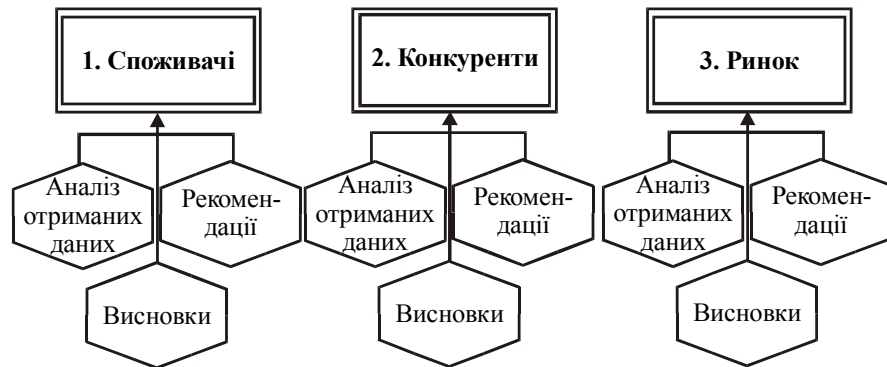 1. Споживачі
2. Конкуренти
3. Ринок
Аналіз
отриманих
даних
Рекомен-
дації
Аналіз
отриманих
даних
Рекомен-
дації
Аналіз
отриманих
даних
Рекомен-
дації
Висновки
Висновки
Висновки